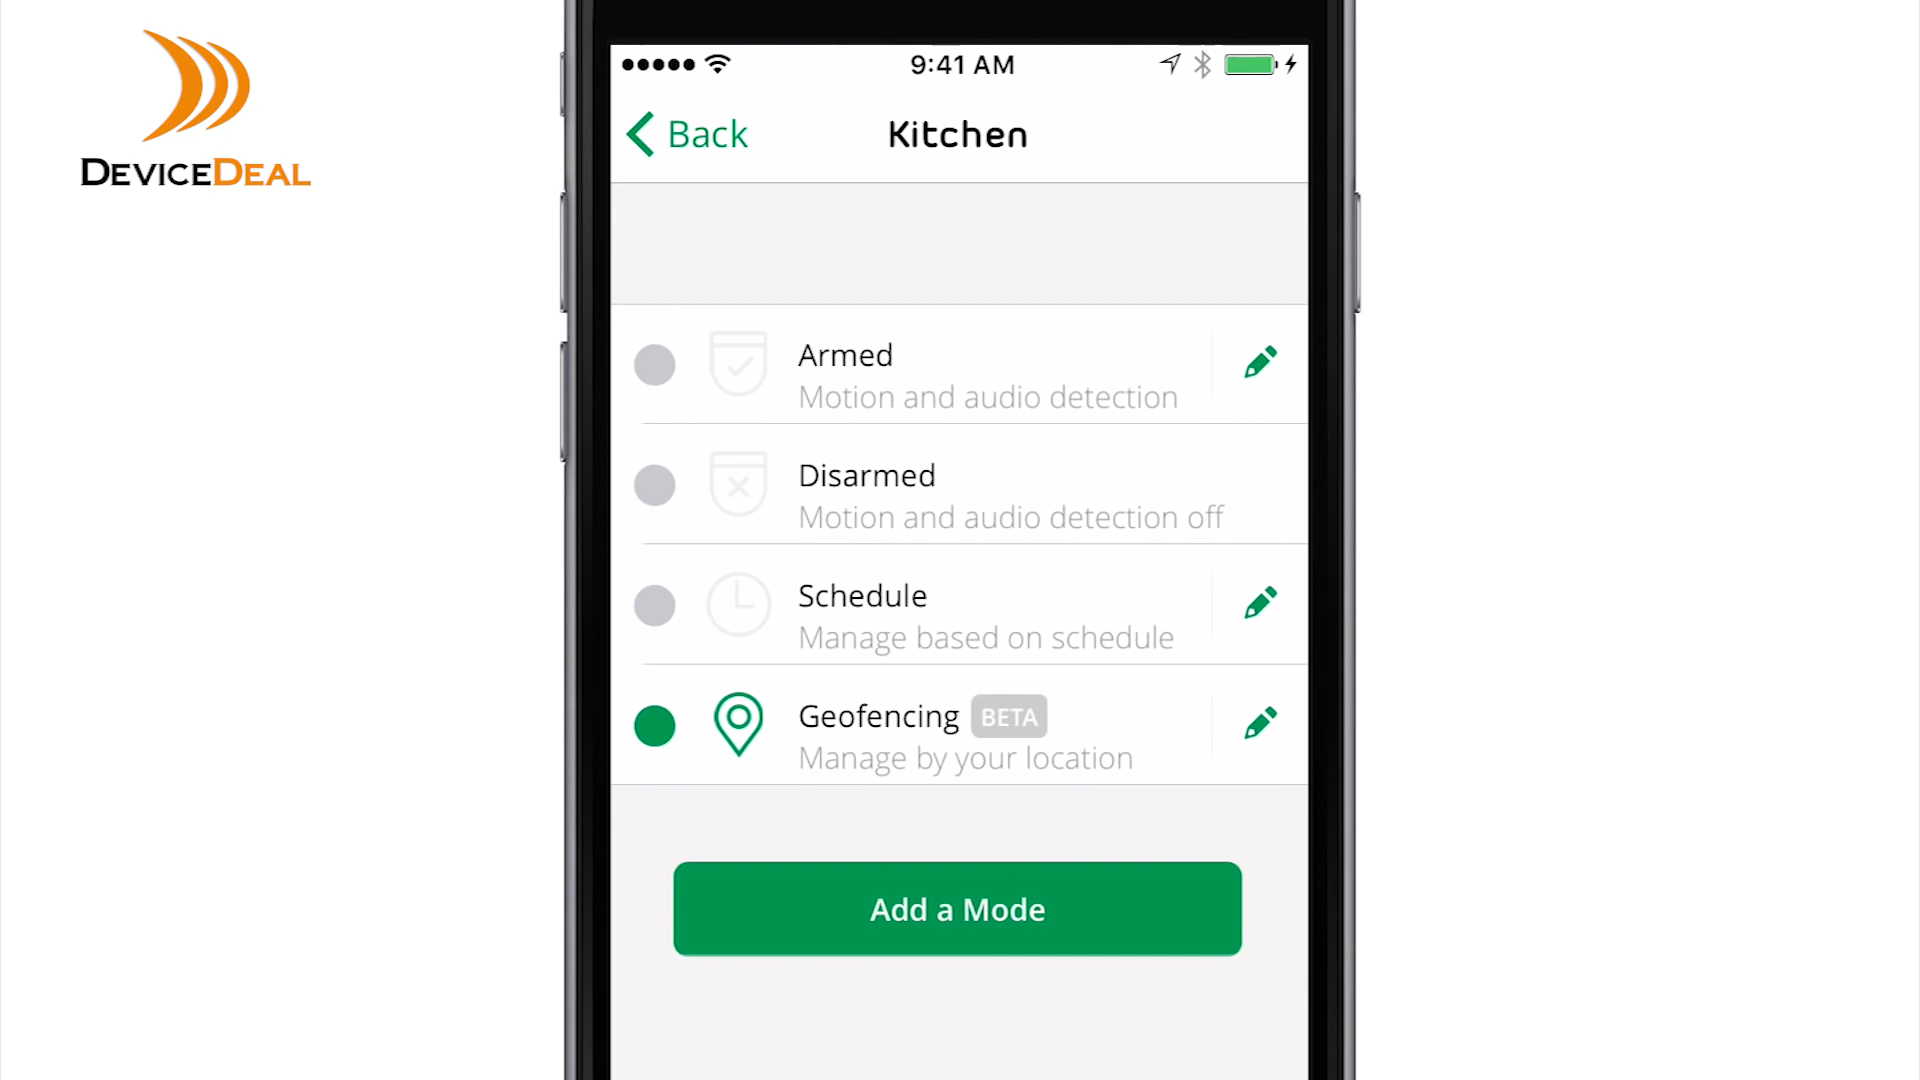 DEVICEDEAL
9:41 AM
Back
Kitchen
Armed
Motion and audio detection
Disarmed
Motion and audio detection off
Schedule
Manage based on schedule
Geofencing BETA
Manage by your location
Add a Mode